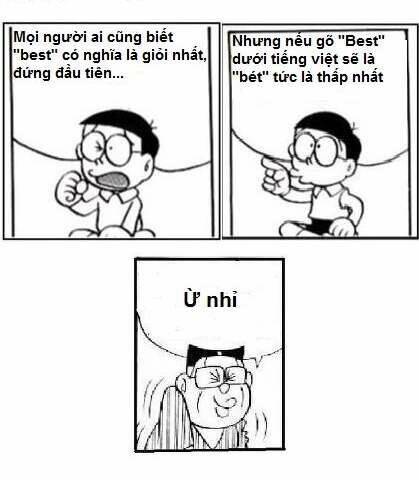 Mọi người ai cũng biết
"best" có nghĩa là giỏi nhất,
đứng đầu tiên...
Nhưng nếu gõ "Best"
dưới tiếng việt sẽ là
"bét" tức là thấp nhất
Ừ nhỉ